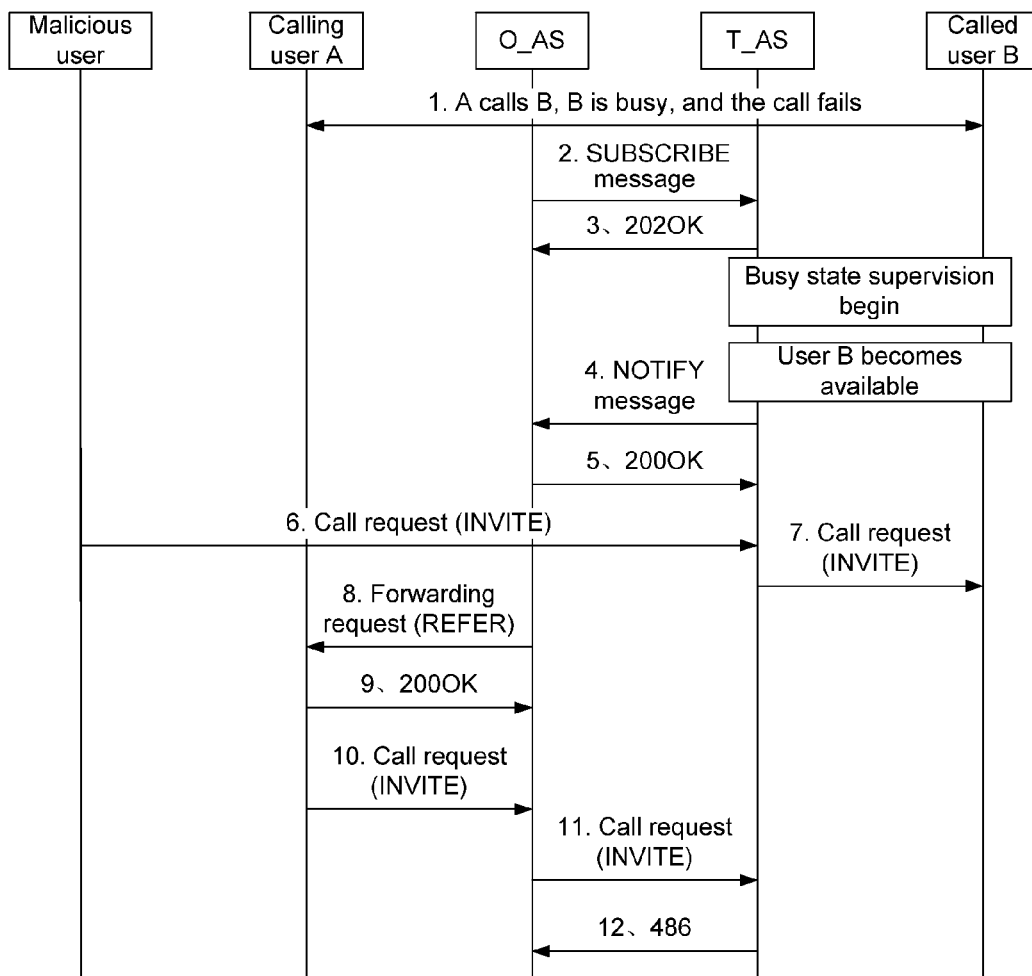 Malicious
user
Calling
user A
O_AS
T_AS
Called
user B
1. A calls B, B is busy, and the call fails
2. SUBSCRIBE
message
3、202OK
Busy state supervision
begin
User B becomes
available
4. NOTIFY
message
5、200OK
6. Call request (INVITE)
7. Call request
(INVITE)
8. Forwarding
request (REFER)
9、200OK
10. Call request
(INVITE)
11. Call request
(INVITE)
12、486